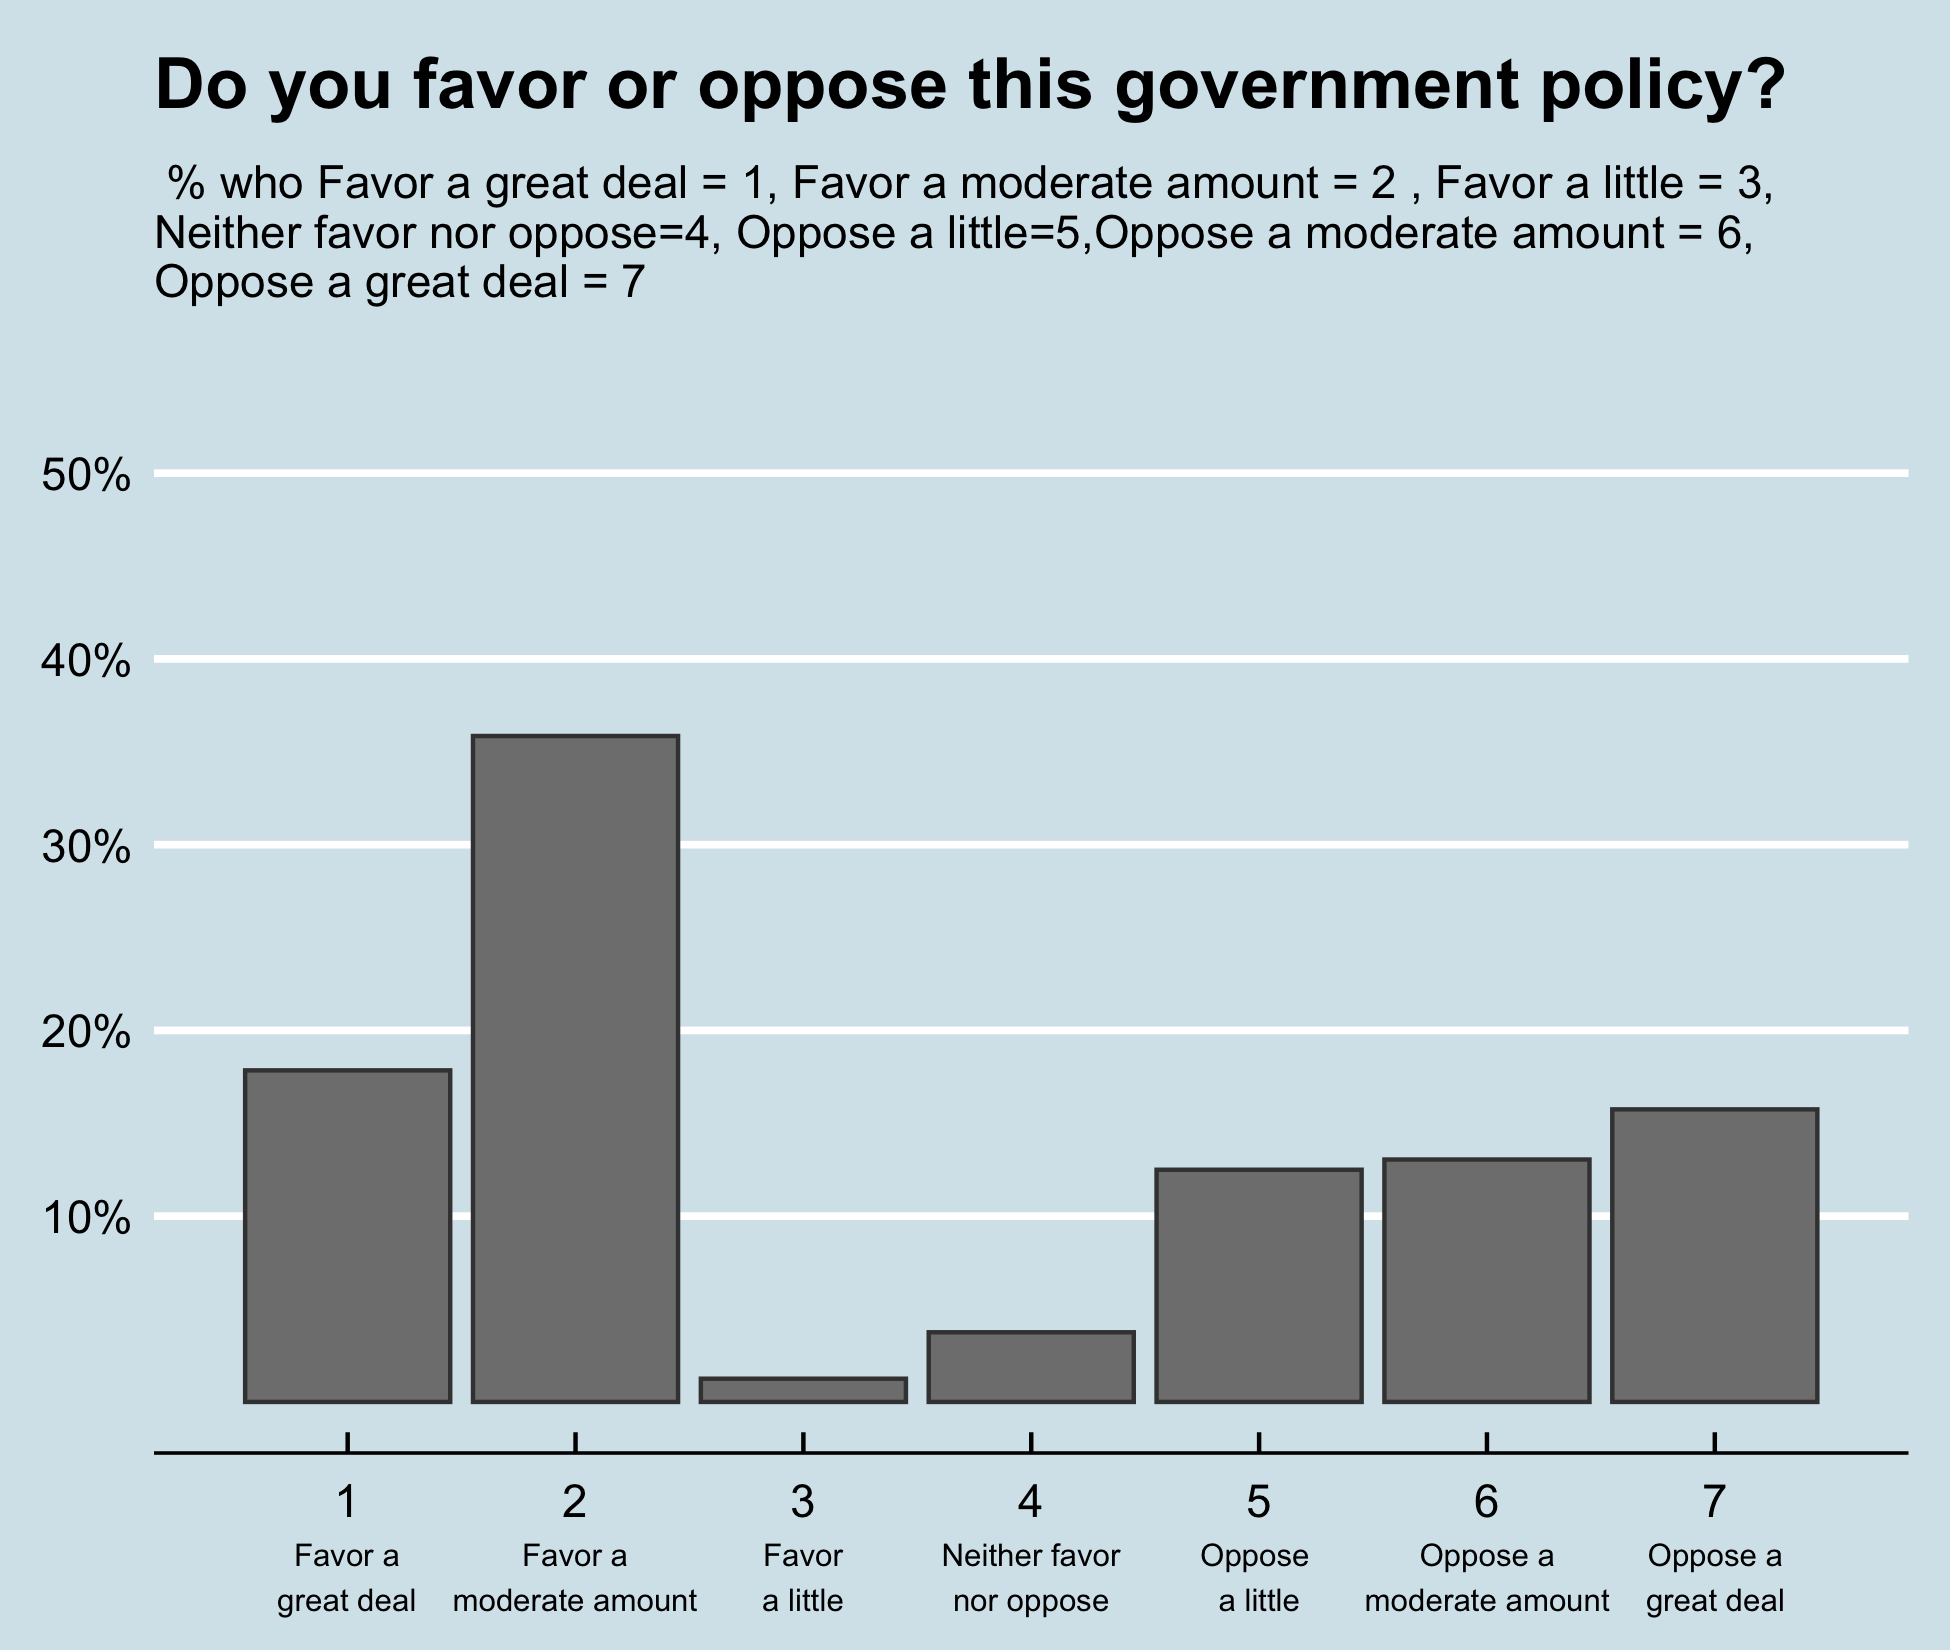 Do you favor or oppose this government policy?
% who Favor a great deal = 1, Favor a moderate amount = 2 , Favor a little = 3,
Neither favor nor oppose=4, Oppose a little=5,Oppose a moderate amount = 6,
Oppose a great deal = 7
50%
40%
30%
20%
10%
1 2 3 4 5 6 7
Favor a Favor a Favor Neither favor Oppose Oppose a Oppose a
great deal moderate amount a little nor oppose a little moderate amount great deal